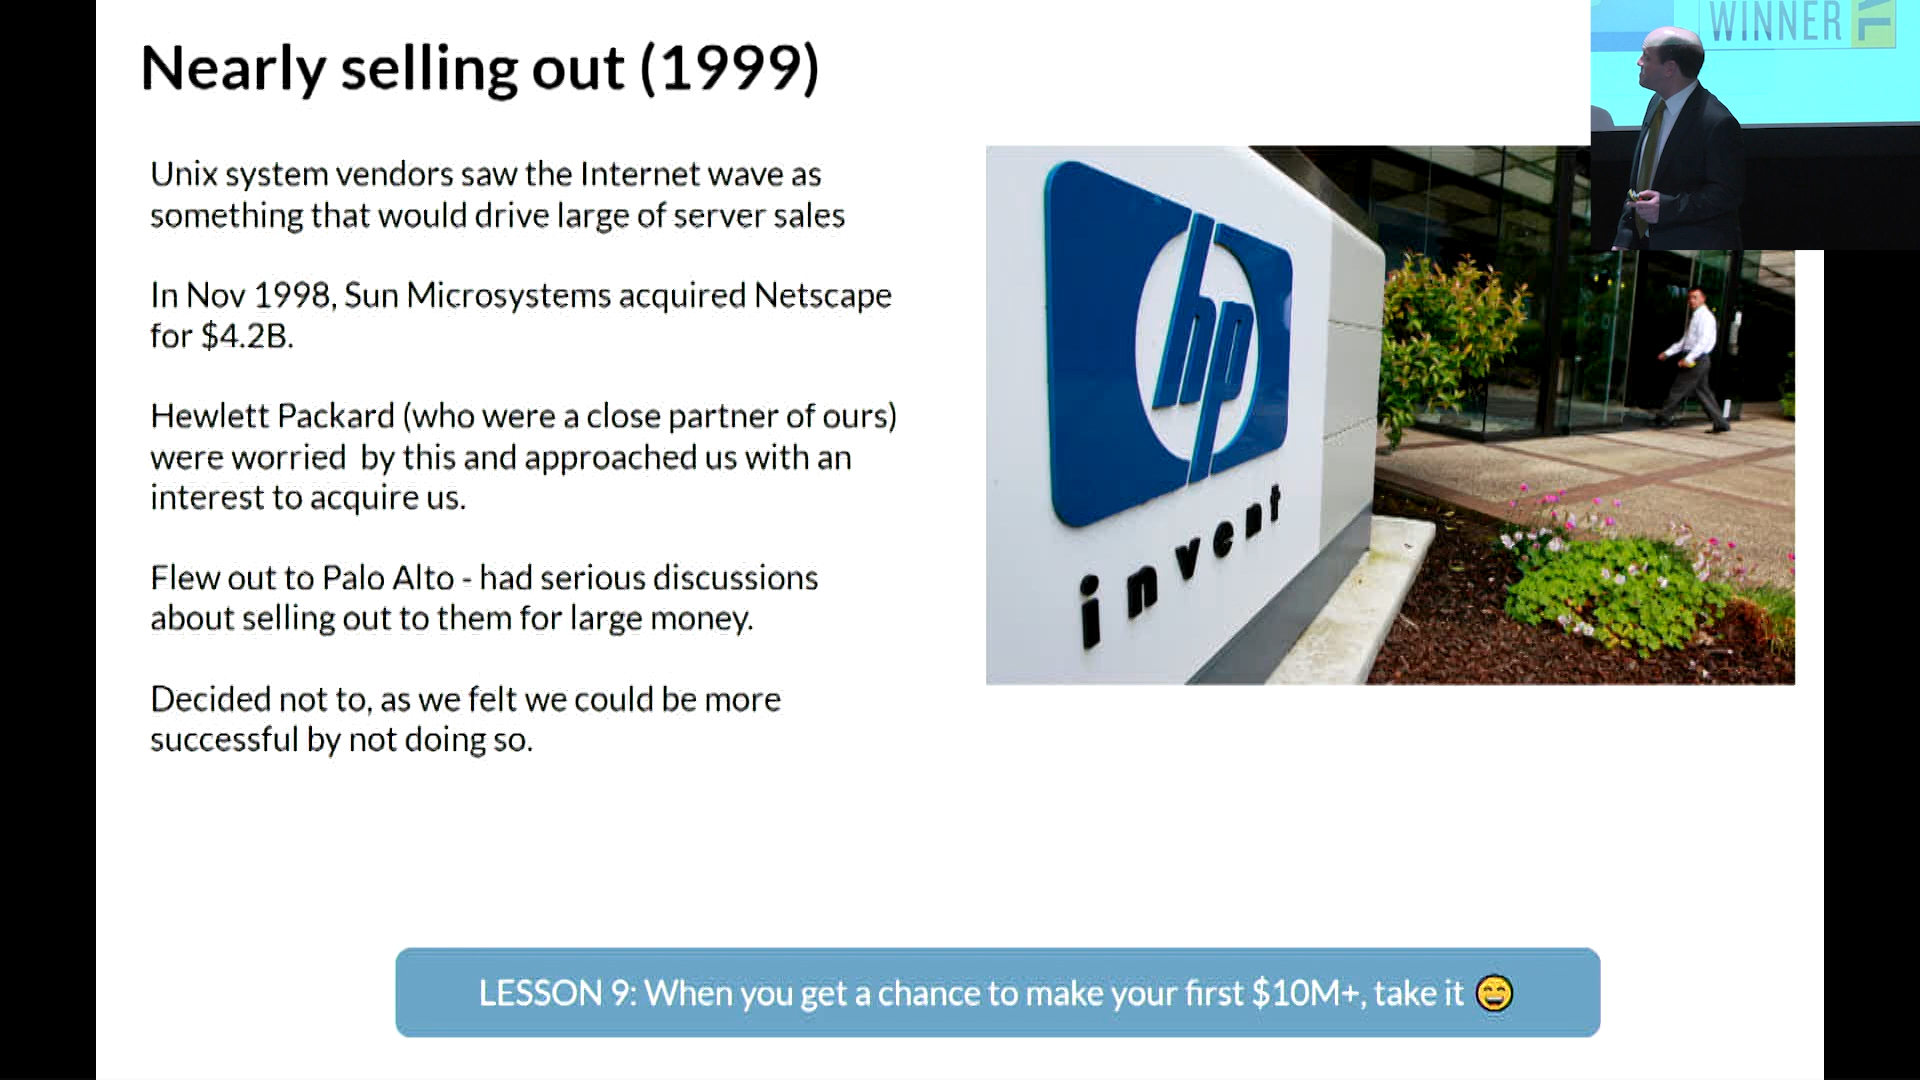 Nearly selling out (1999)
WINNER
Unix system vendors saw the Internet wave as
something that would drive large of server sales
In Nov 1998, Sun Microsystems acquired Netscape
for $4.2B.
Hewlett Packard (who were a close partner of ours)
were worried  by this and approached us with an
interest to acquire us.
Flew out to Palo Alto - had serious discussions
about selling out to them for large money.
Decided not to, as we felt we could be more
successful by not doing so.
hp
invent
LESSON 9: When you get a chance to make your first $10M+, take it 😄